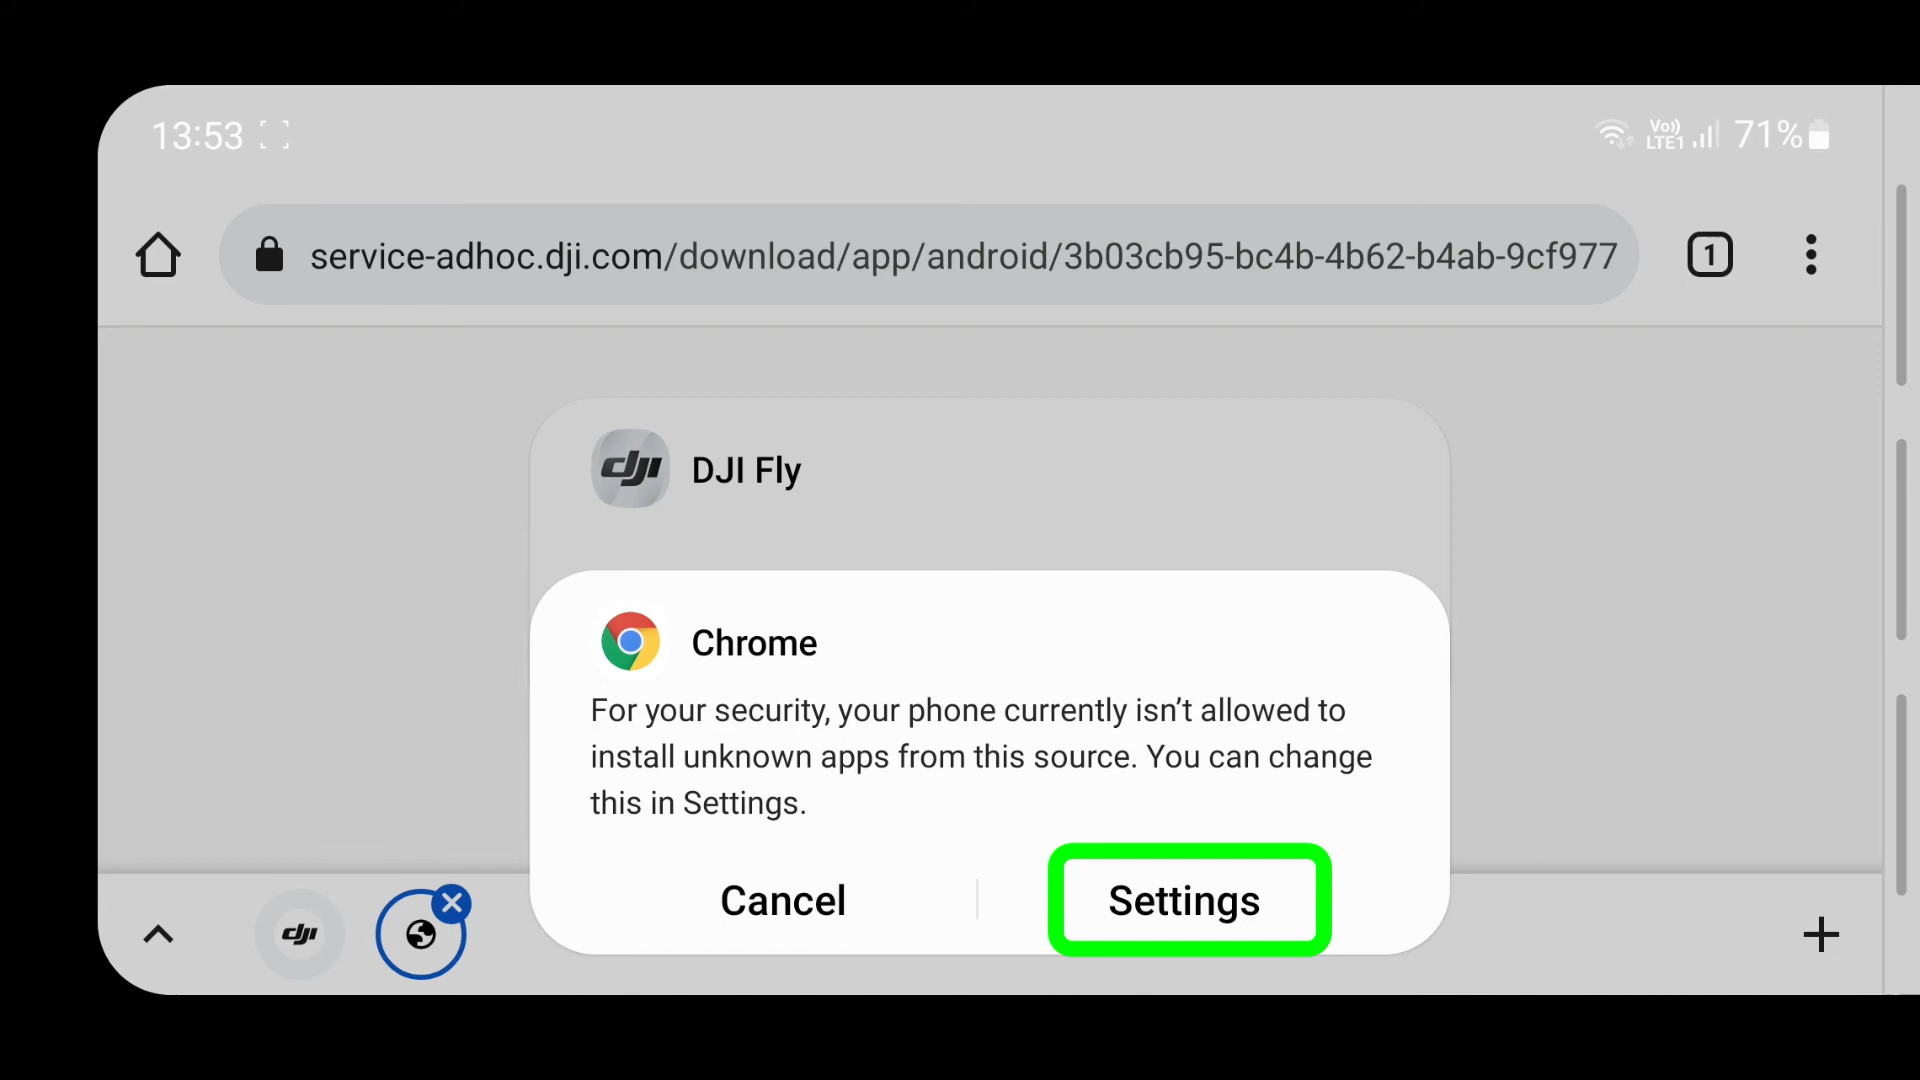 13:53
Vo))
LTE1
71%
service-adhoc.dji.com/download/app/android/3b03cb95-bc4b-4b62-b4ab-9cf977
1
dji
DJI Fly
Chrome
For your security, your phone currently isn't allowed to
install unknown apps from this source. You can change
this in Settings.
Cancel
Settings
dji